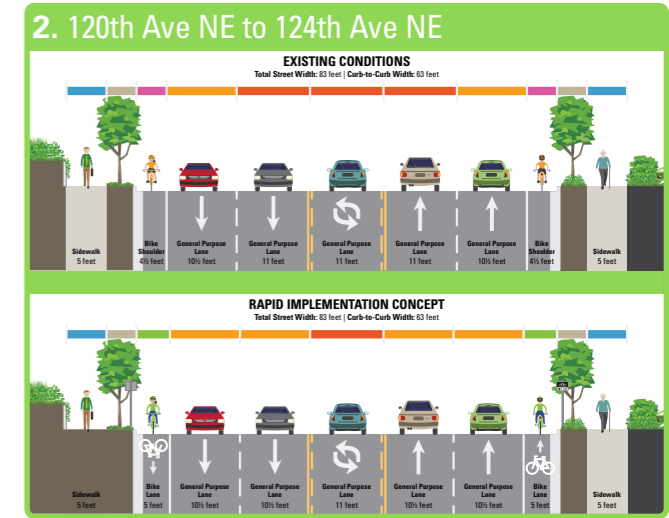 2. 120th Ave NE to 124th Ave NE
EXISTING CONDITIONS
Total Street Width: 83 feet | Curb-to-Curb Width: 63 feet
Sidewalk
5 feet
Bike
Shoulder
4½ feet
General Purpose
Lane
10½ feet
General Purpose
Lane
11 feet
General Purpose
Lane
11 feet
General Purpose
Lane
11 feet
General Purpose
Lane
10½ feet
Bike
Shoulder
4½ feet
Sidewalk
5 feet
RAPID IMPLEMENTATION CONCEPT
Total Street Width: 83 feet | Curb-to-Curb Width: 63 feet
Sidewalk
5 feet
Bike
Lane
5 feet
General Purpose
Lane
10½ feet
General Purpose
Lane
10½ feet
General Purpose
Lane
11 feet
General Purpose
Lane
10½ feet
General Purpose
Lane
10½ feet
Bike
Lane
5 feet
Sidewalk
5 feet